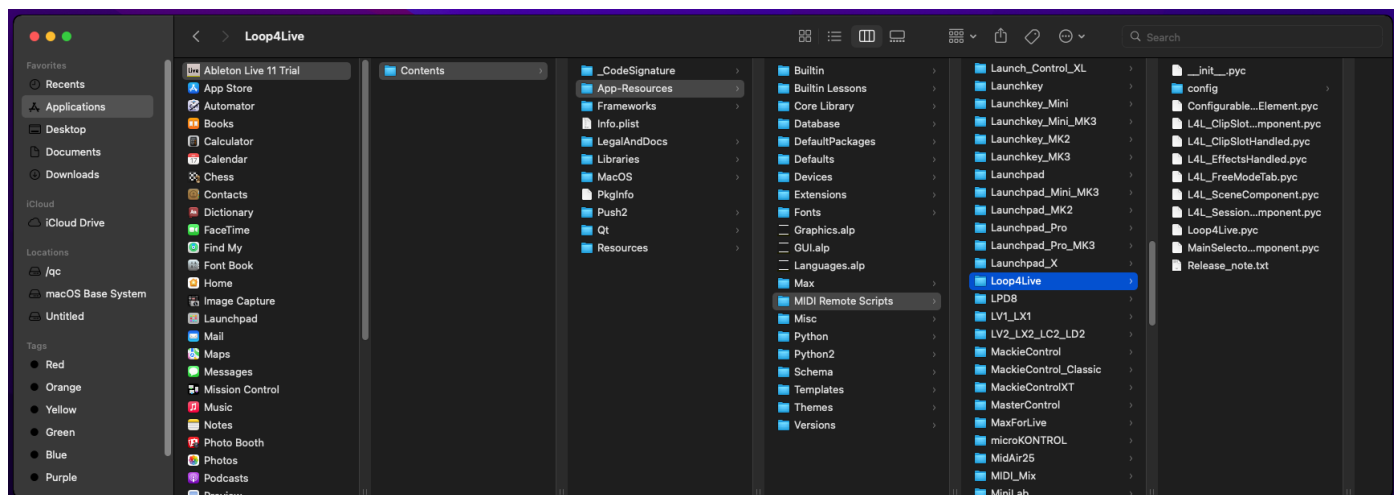 Loop4Live
Search
Favorites
Recents
Applications
Desktop
Documents
Downloads
iCloud
iCloud Drive
Locations
/qc
macOS Base System
Untitled
Tags
Red
Orange
Yellow
Green
Blue
Purple
Ableton Live 11 Trial
App Store
Automator
Books
Calculator
Calendar
Chess
Contacts
Dictionary
FaceTime
Find My
Font Book
Home
Image Capture
Launchpad
Mail
Maps
Messages
Mission Control
Music
Notes
Photo Booth
Photos
Podcasts
Preview
Contents
_CodeSignature
App-Resources
Frameworks
Info.plist
LegalAndDocs
Libraries
MacOS
PkgInfo
Push2
Qt
Resources
Builtin
Builtin Lessons
Core Library
Database
DefaultPackages
Defaults
Devices
Extensions
Fonts
Graphics.alp
GUI.alp
Languages.alp
Max
MIDI Remote Scripts
Misc
Python
Python2
Schema
Templates
Themes
Versions
Launch_Control_XL
Launchkey
Launchkey_Mini
Launchkey_Mini_MK3
Launchkey_MK2
Launchkey_MK3
Launchpad
Launchpad_Mini_MK3
Launchpad_MK2
Launchpad_Pro
Launchpad_Pro_MK3
Launchpad_X
Loop4Live
LPD8
LV1_LX1
LV2_LX2_LC2_LD2
MackieControl
MackieControl_Classic
MackieControlXT
MasterControl
MaxForLive
microKONTROL
MidAir25
MIDI_Mix
MiniLab
__init__.pyc
config
Configurable...Element.pyc
L4L_ClipSlot...mponent.pyc
L4L_ClipSlotHandled.pyc
L4L_EffectsHandled.pyc
L4L_FreeModeTab.pyc
L4L_SceneComponent.pyc
L4L_Session...mponent.pyc
Loop4Live.pyc
MainSelecto...mponent.pyc
Release_note.txt